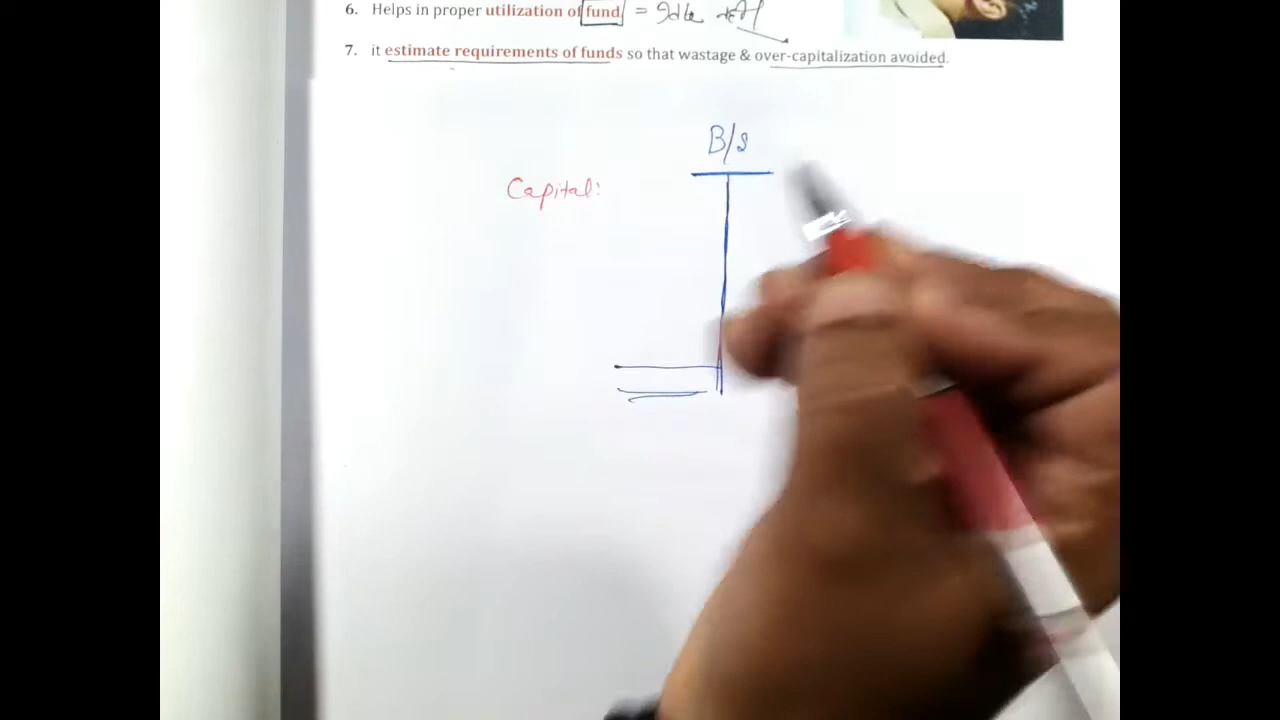 6. Helps in proper utilization of fund = Idle
7. it estimate requirements of funds so that wastage & over-capitalization avoided.
B/S
Capital: